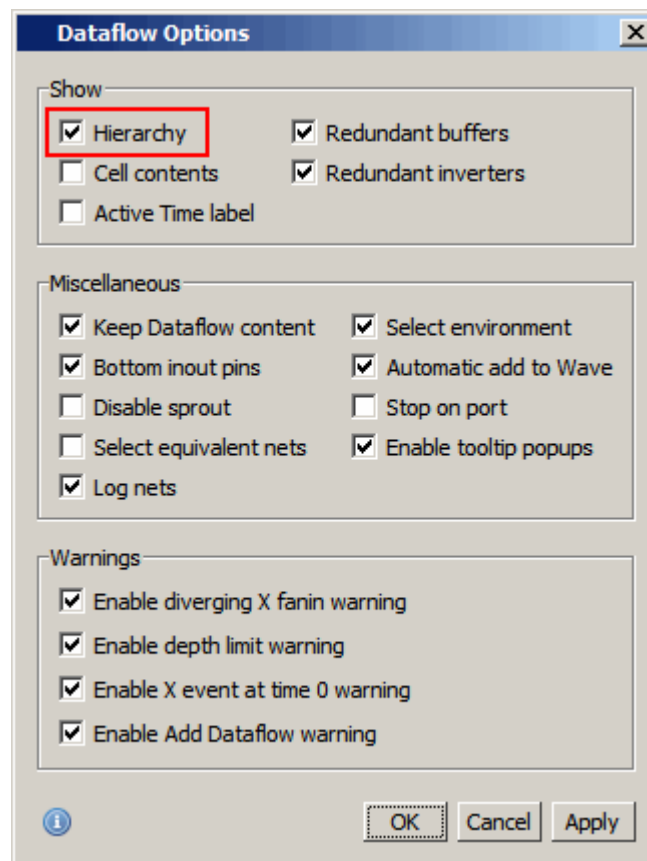 Dataflow Options
Show
Hierarchy
Redundant buffers
Cell contents
Redundant inverters
Active Time label
Miscellaneous
Keep Dataflow content
Select environment
Bottom inout pins
Automatic add to Wave
Disable sprout
Stop on port
Select equivalent nets
Enable tooltip popups
Log nets
Warnings
Enable diverging X fanin warning
Enable depth limit warning
Enable X event at time 0 warning
Enable Add Dataflow warning
OK
Cancel
Apply